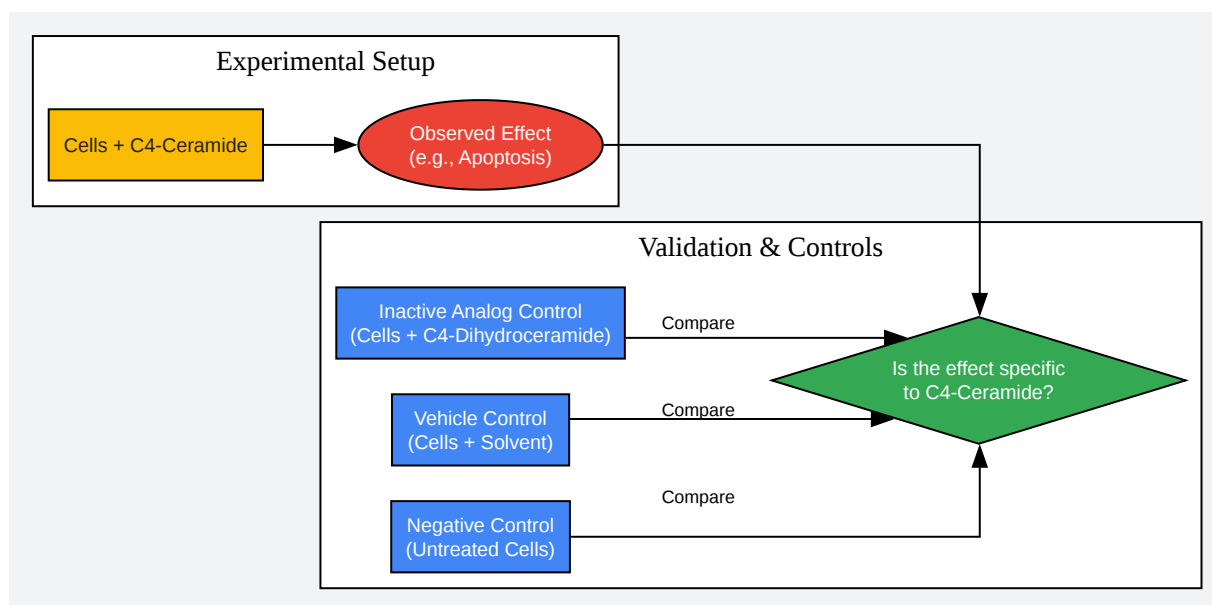 Experimental Setup
Cells + C4-Ceramide
Observed Effect
(e.g., Apoptosis)
Validation & Controls
Inactive Analog Control
(Cells + C4-Dihydroceramide)
Compare
Is the effect specific
to C4-Ceramide?
Vehicle Control
(Cells + Solvent)
Compare
Negative Control
(Untreated Cells)
Compare